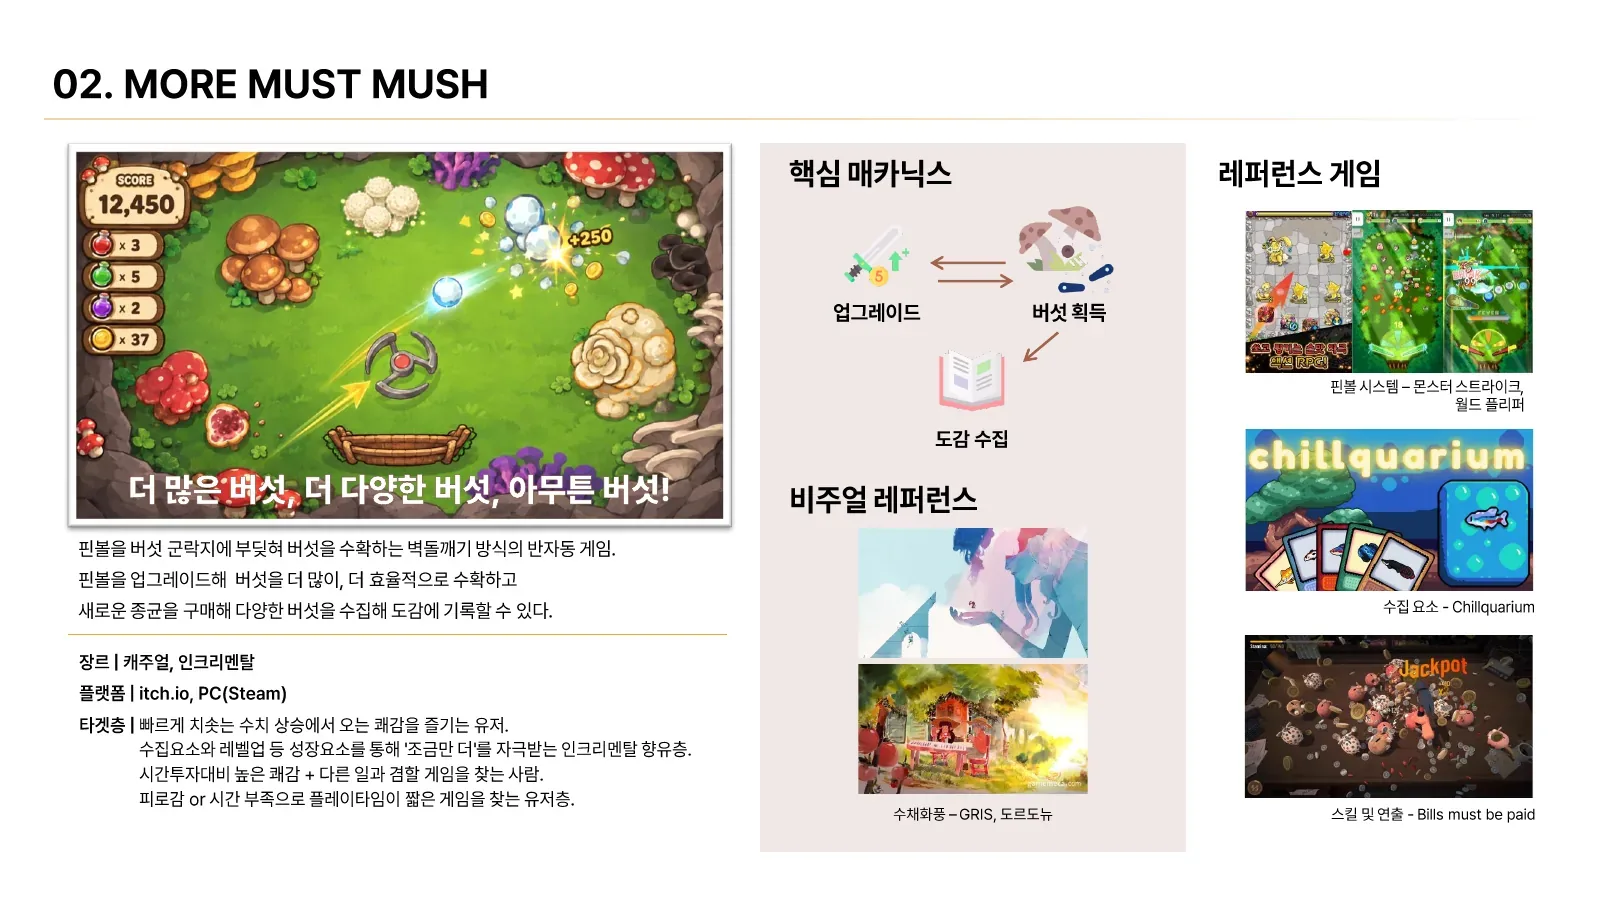 02. MORE MUST MUSH
SCORE
12,450
x 3
x 5
x 2
x 37
+250
더 많은 버섯, 더 다양한 버섯, 아무튼 버섯!
핀볼을 버섯 군락지에 부딪혀 버섯을 수확하는 벽돌깨기 방식의 반자동 게임.
핀볼을 업그레이드해 버섯을 더 많이, 더 효율적으로 수확하고
새로운 종균을 구매해 다양한 버섯을 수집해 도감에 기록할 수 있다.
장르 | 캐주얼, 인크리멘탈
플랫폼 | itch.io, PC(Steam)
타겟층 | 빠르게 치솟는 수치 상승에서 오는 쾌감을 즐기는 유저.
수집요소와 레벨업 등 성장요소를 통해 '조금만 더'를 자극받는 인크리멘탈 향유층.
시간투자대비 높은 쾌감 + 다른 일과 겸할 게임을 찾는 사람.
피로감 or 시간 부족으로 플레이타임이 짧은 게임을 찾는 유저층.
핵심 매카닉스
5
업그레이드
버섯 획득
도감 수집
비주얼 레퍼런스
수채화풍 – GRIS, 도르도뉴
레퍼런스 게임
액션 RPG!
핀볼 시스템 – 몬스터 스트라이크,
월드 플리퍼
chillquarium
수집 요소 - Chillquarium
Jackpot
스킬 및 연출 - Bills must be paid